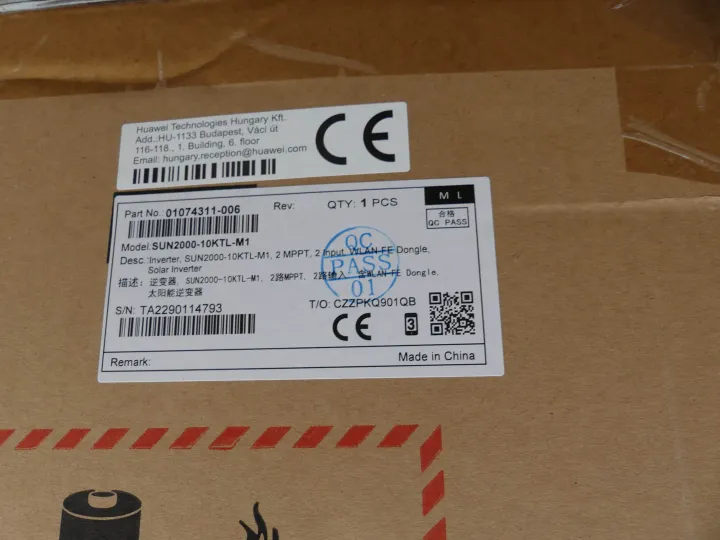 Huawei Technologies Hungary Kft.
Add.:HU-1133 Budapest, Váci út
116-118., 1. Building, 6. floor
Email: hungary.reception@huawei.com
CE
M L
Part No.: 01074311-006 Rev: QTY: 1 PCS
合格
QC PASS
Model:SUN2000-10KTL-M1
Desc.:Inverter, SUN2000-10KTL-M1, 2 MPPT, 2 Input, WLAN-FE Dongle,
Solar Inverter
描述: 逆变器, SUN2000-10KTL-M1, 2路MPPT, 2路输入, 含WLAN-FE Dongle,
太阳能逆变器
QC
PASS
01
S/N: TA2290114793 T/O: CZZPKQ901QB
CE
3
Remark: Made in China